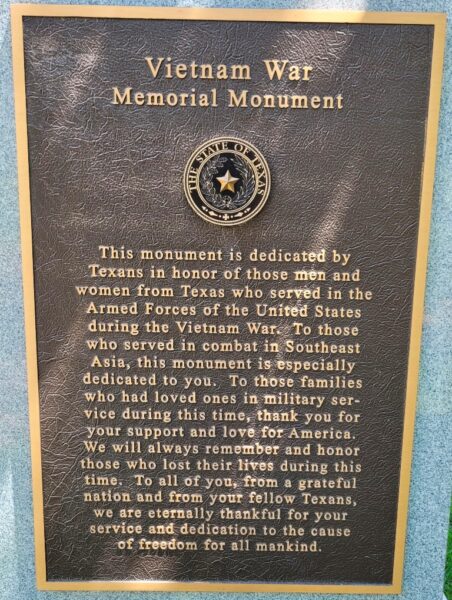 Vietnam War
Memorial Monument
THE STATE OF TEXAS
This monument is dedicated by
Texans in honor of those men and
women from Texas who served in the
Armed Forces of the United States
during the Vietnam War. To those
who served in combat in Southeast
Asia, this monument is especially
dedicated to you. To those families
who had loved ones in military ser-
vice during this time, thank you for
your support and love for America.
We will always remember and honor
those who lost their lives during this
time. To all of you, from a grateful
nation and from your fellow Texans,
we are eternally thankful for your
service and dedication to the cause
of freedom for all mankind.